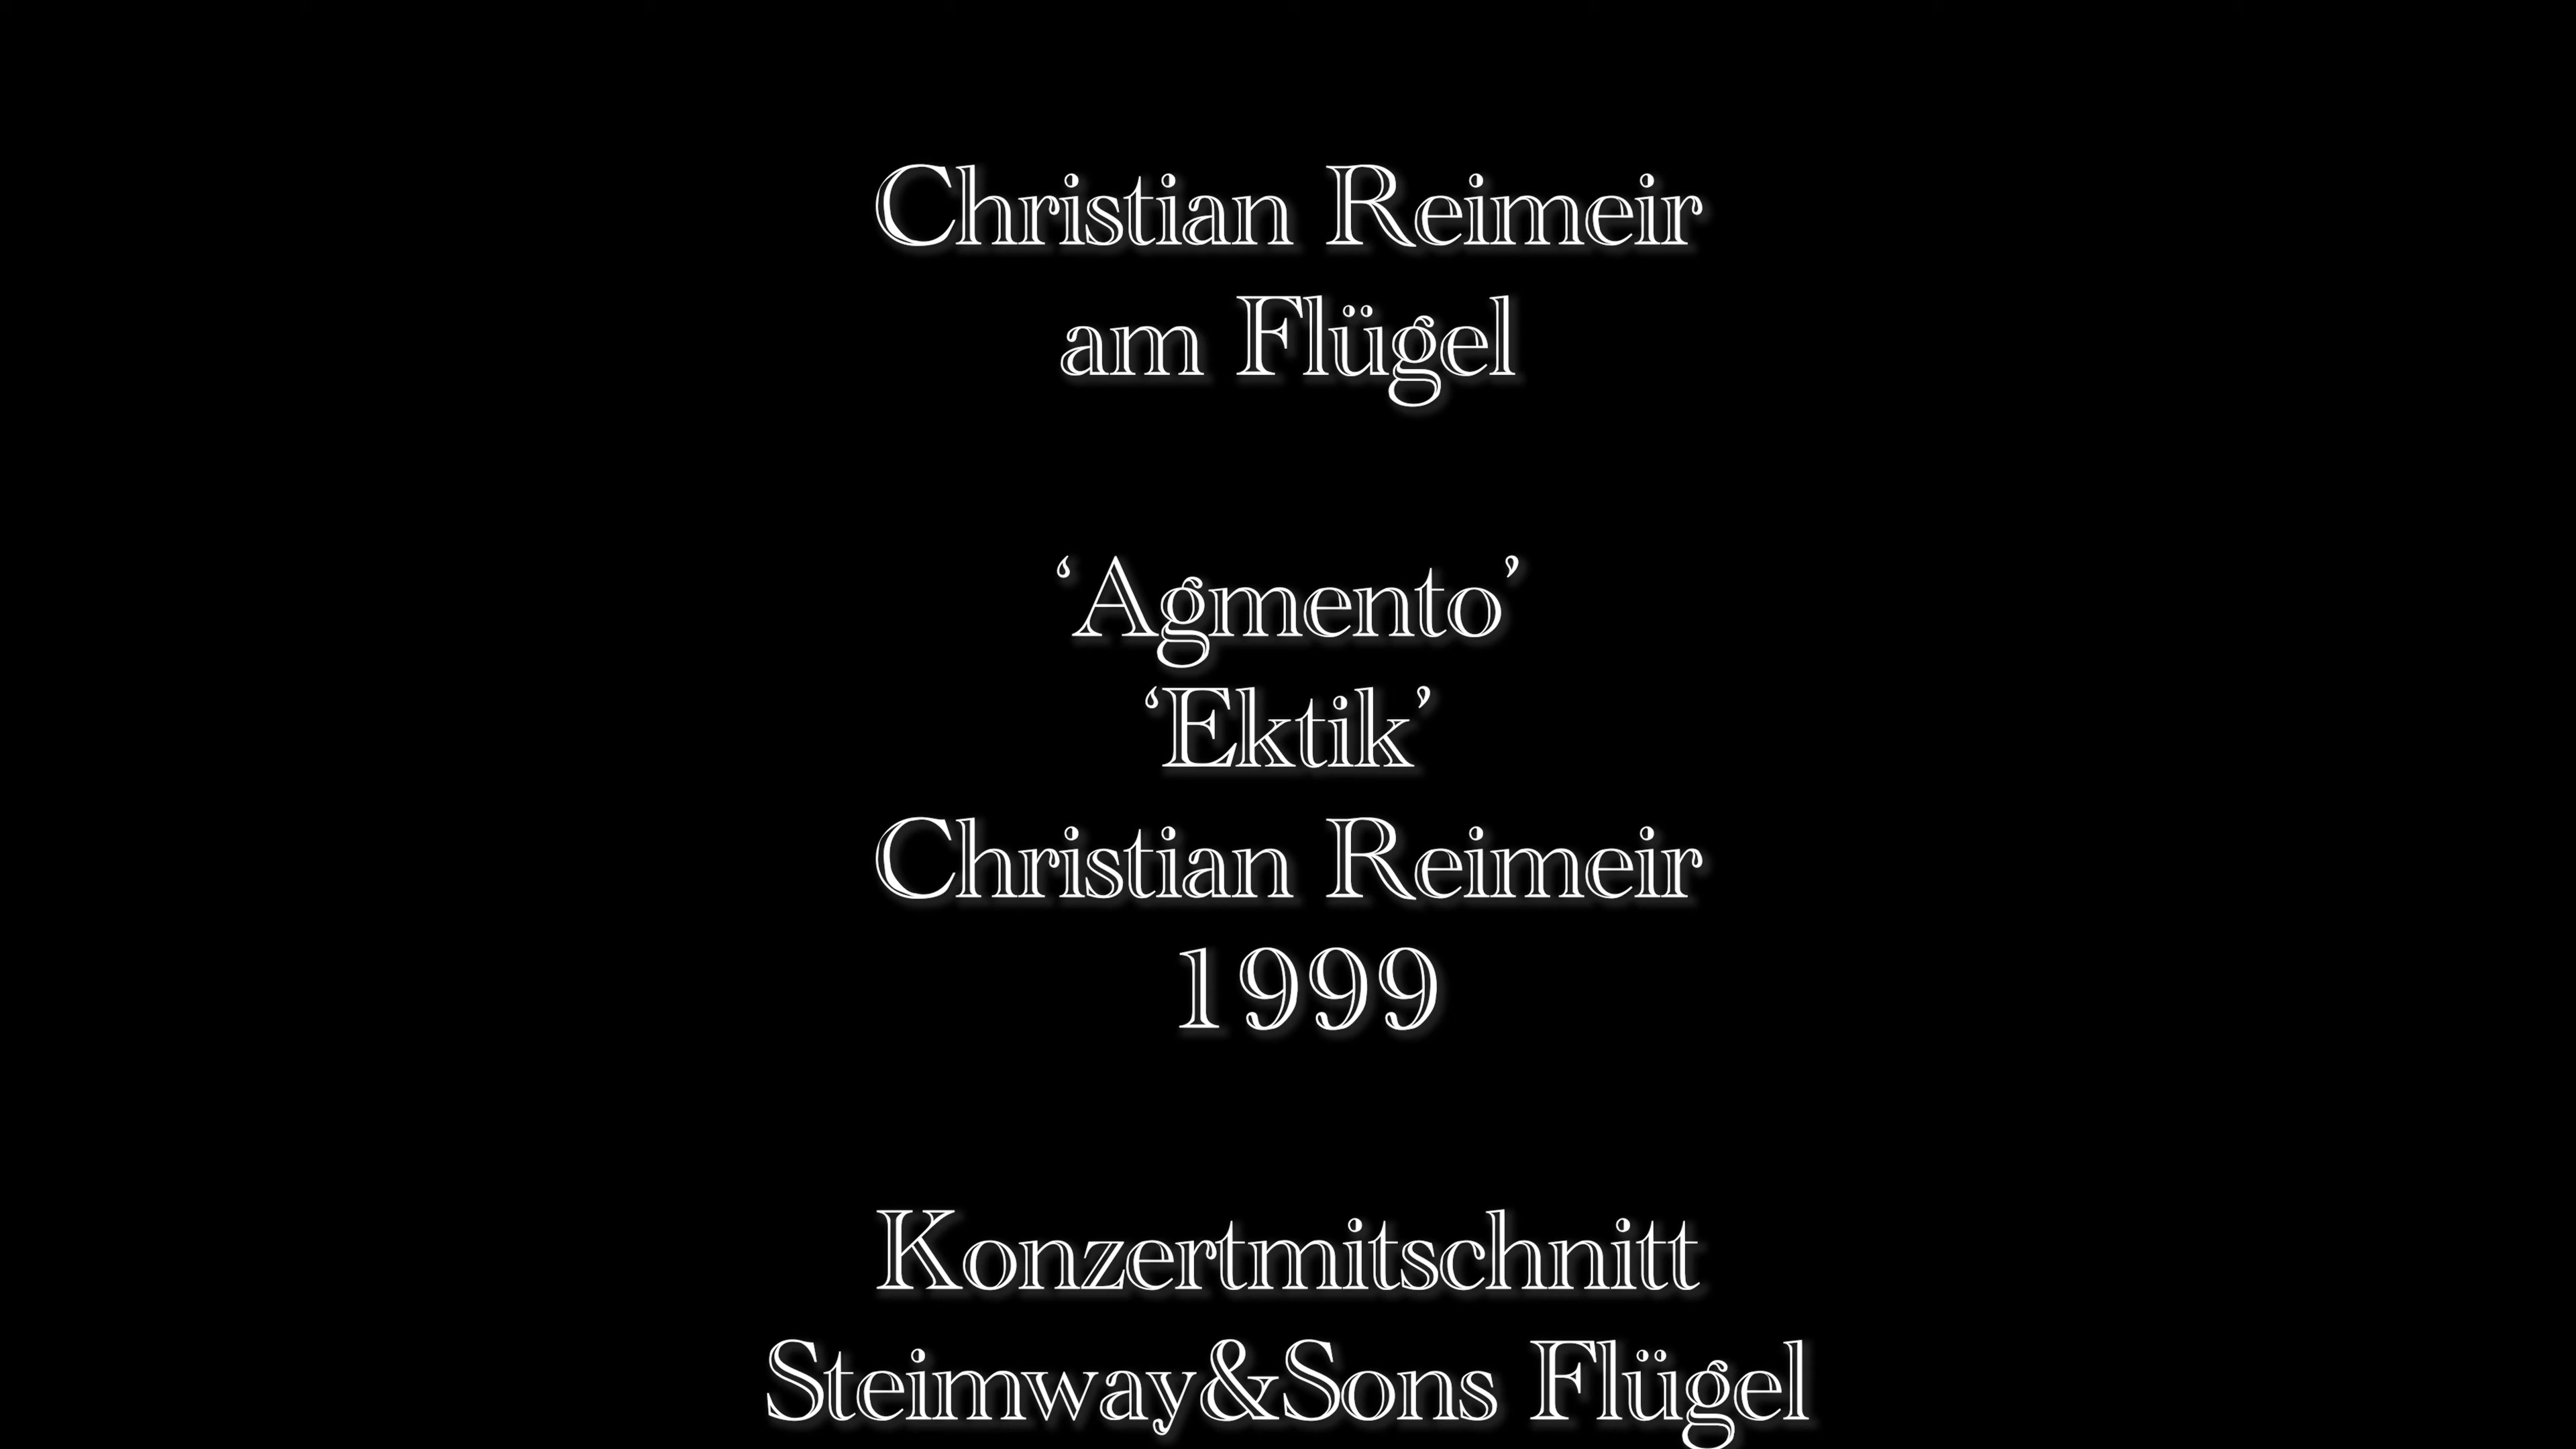 Christian Reimeir
am Flügel
‘Agmento’
‘Ektik’
Christian Reimeir
1999
Konzertmitschnitt
Steimway&Sons Flügel